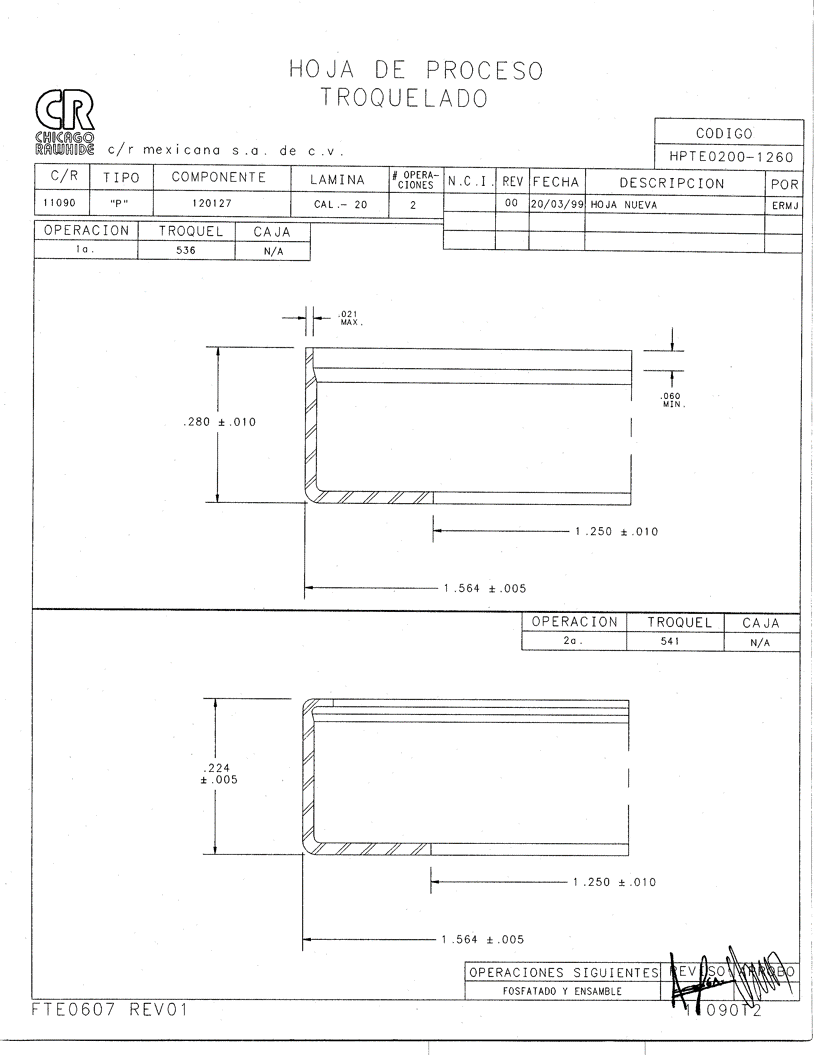 HOJA DE PROCESO
TROQUELADO
CR
CHICAGO
RAWHIDE c/r mexicana s.a. de c.v.
CODIGO
HPTE0200-1260
C/R TIPO COMPONENTE LAMINA # OPERA-CIONES N.C.I. REV FECHA DESCRIPCION POR
11090 "P" 120127 CAL.- 20 2 00 20/03/99 HOJA NUEVA ERMJ
OPERACION TROQUEL CAJA
1a. 536 N/A
.021
MAX.
.060
MIN.
.280 ±.010
1.250 ±.010
1.564 ±.005
OPERACION TROQUEL CAJA
2a. 541 N/A
.224
±.005
1.250 ±.010
1.564 ±.005
OPERACIONES SIGUIENTES REVISO APROBO
FOSFATADO Y ENSAMBLE
FTE0607 REV01 11090T2